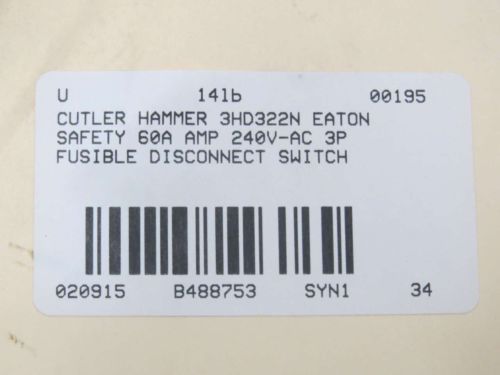 U 14lb 00195
CUTLER HAMMER 3HD322N EATON
SAFETY 60A AMP 240V-AC 3P
FUSIBLE DISCONNECT SWITCH
020915 B488753 SYN1 34